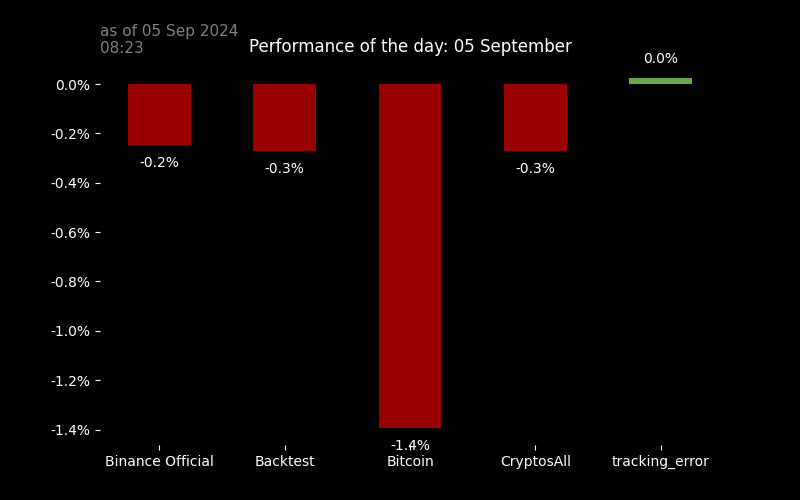 as of 05 Sep 2024
08:23
Performance of the day: 05 September
0.0%
0.0%
-0.2%
-0.4%
-0.6%
-0.8%
-1.0%
-1.2%
-1.4%
-0.2%
-0.3%
-1.4%
-0.3%
Binance Official
Backtest
Bitcoin
CryptosAll
tracking_error